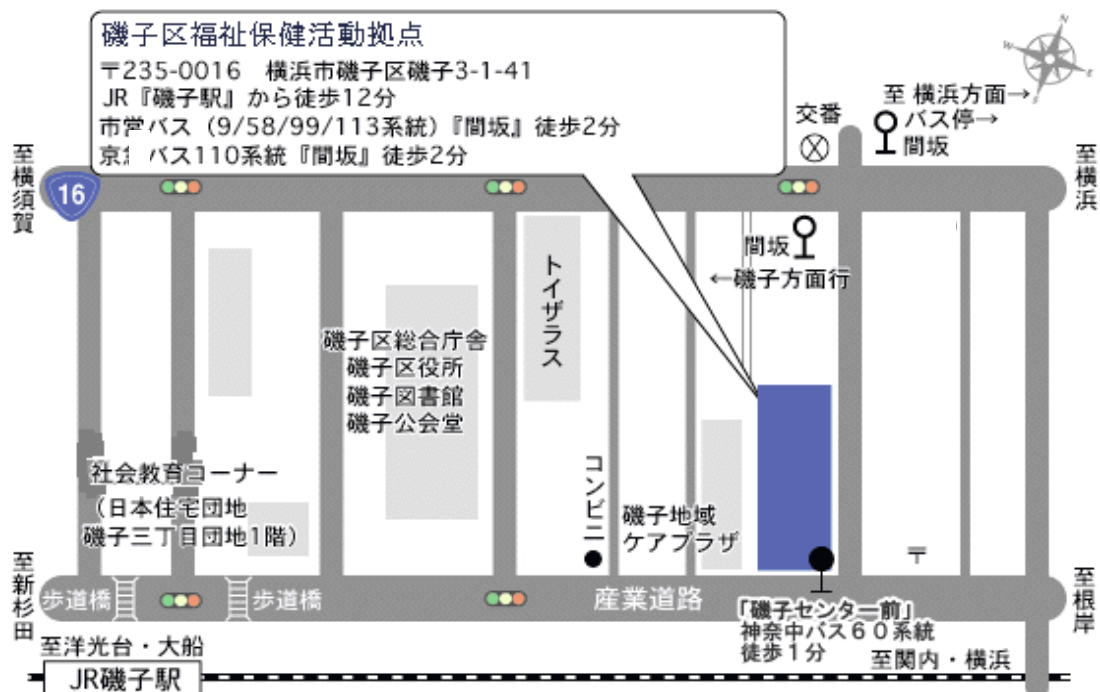 磯子区福祉保健活動拠点
〒235-0016 横浜市磯子区磯子3-1-41
JR『磯子駅』から徒歩12分
市営バス（9/58/99/113系統）『間坂』徒歩2分
京急バス110系統『間坂』徒歩2分
N
W
E
S
至 横浜方面→
バス停→
間坂
交番
至横須賀
16
至横浜
間坂
←磯子方面行
トイザラス
磯子区総合庁舎
磯子区役所
磯子図書館
磯子公会堂
社会教育コーナー
（日本住宅団地
磯子三丁目団地1階）
コンビニ
磯子地域
ケアプラザ
〒
至新杉田
歩道橋
歩道橋
産業道路
「磯子センター前」
神奈中バス６０系統
徒歩１分
至根岸
至洋光台・大船
至関内・横浜
JR磯子駅